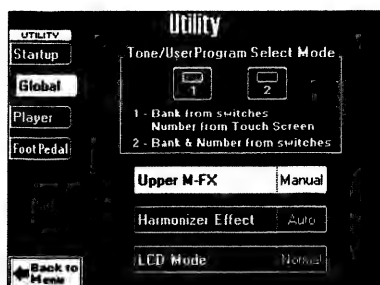 Utility
UTILITY
Startup
Global
Player
Foot Pedal
Tone/UserProgram Select Mode
1
2
1 - Bank from switches
Number from Touch Screen
2 - Bank & Number from switches
Upper M-FX Manual
Harmonizer Effect Auto
LCD Mode Normal
Back to
Menu